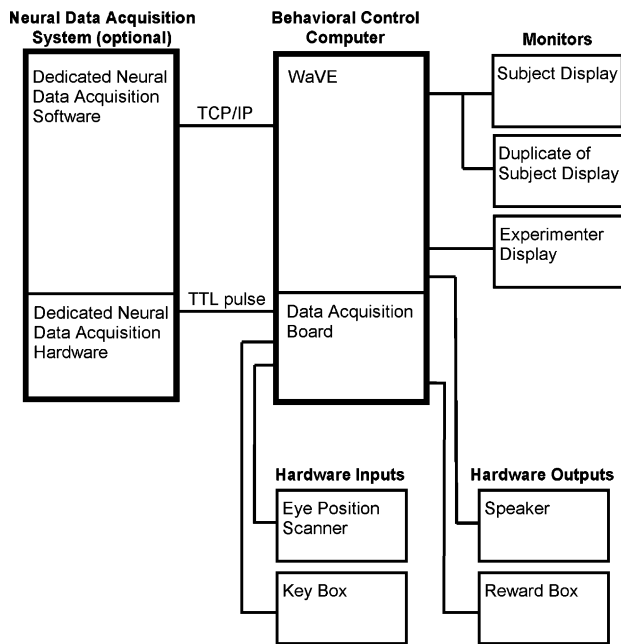 Neural Data Acquisition
System (optional)
Dedicated Neural
Data Acquisition
Software
TCP/IP
TTL pulse
Dedicated Neural
Data Acquisition
Hardware
Behavioral Control
Computer
WaVE
Data Acquisition
Board
Monitors
Subject Display
Duplicate of
Subject Display
Experimenter
Display
Hardware Inputs
Eye Position
Scanner
Key Box
Hardware Outputs
Speaker
Reward Box